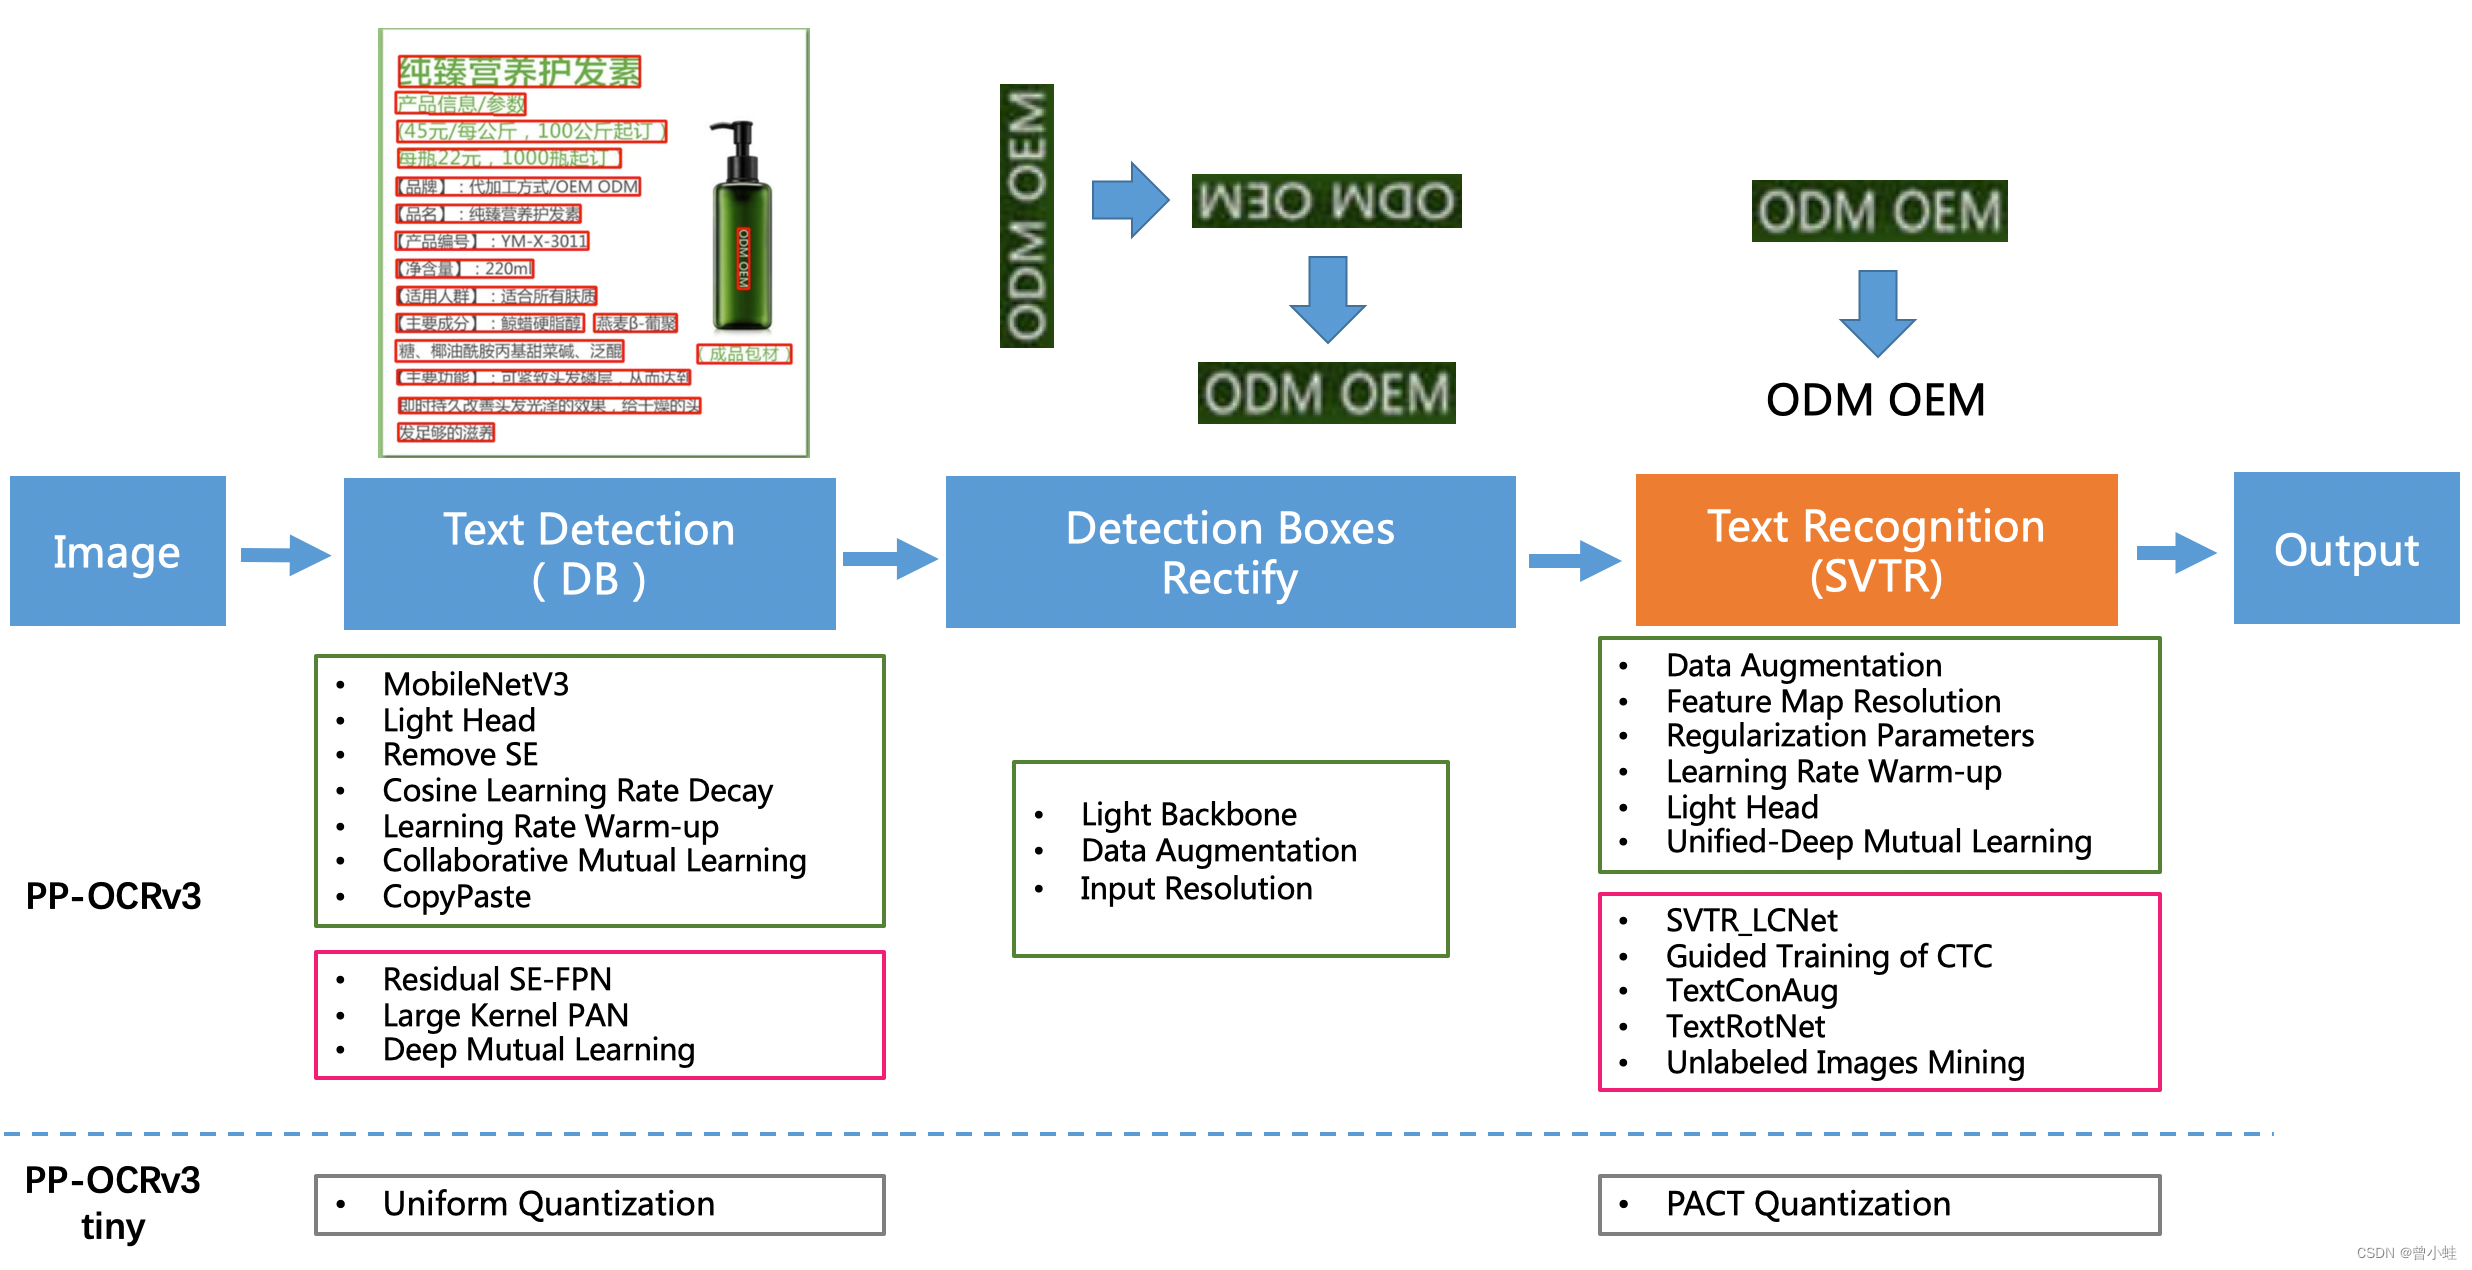 纯臻营养护发素
产品信息/参数
(45元/每公斤，100公斤起订）
每瓶22元，1000瓶起订）
【品牌】：代加工方式/OEM ODM
【品名】：纯臻营养护发素
【产品编号】：YM-X-3011
【净含量】：220ml
【适用人群】：适合所有肤质
【主要成分】：鲸蜡硬脂醇 燕麦β-葡聚
糖、椰油酰胺丙基甜菜碱、泛醌
【主要功能】：可紧致头发磷层，从而达到
即时持久改善头发光泽的效果，给干燥的头
发足够的滋养
ODM OEM
（成品包材）
ODM OEM
ODM OEM
ODM OEM
ODM OEM
ODM OEM
Image
Text Detection
( DB )
Detection Boxes
Rectify
Text Recognition
(SVTR)
Output
PP-OCRv3
• MobileNetV3
• Light Head
• Remove SE
• Cosine Learning Rate Decay
• Learning Rate Warm-up
• Collaborative Mutual Learning
• CopyPaste
• Residual SE-FPN
• Large Kernel PAN
• Deep Mutual Learning
• Light Backbone
• Data Augmentation
• Input Resolution
• Data Augmentation
• Feature Map Resolution
• Regularization Parameters
• Learning Rate Warm-up
• Light Head
• Unified-Deep Mutual Learning
• SVTR_LCNet
• Guided Training of CTC
• TextConAug
• TextRotNet
• Unlabeled Images Mining
PP-OCRv3
tiny
• Uniform Quantization
• PACT Quantization
CSDN @曾小蛙